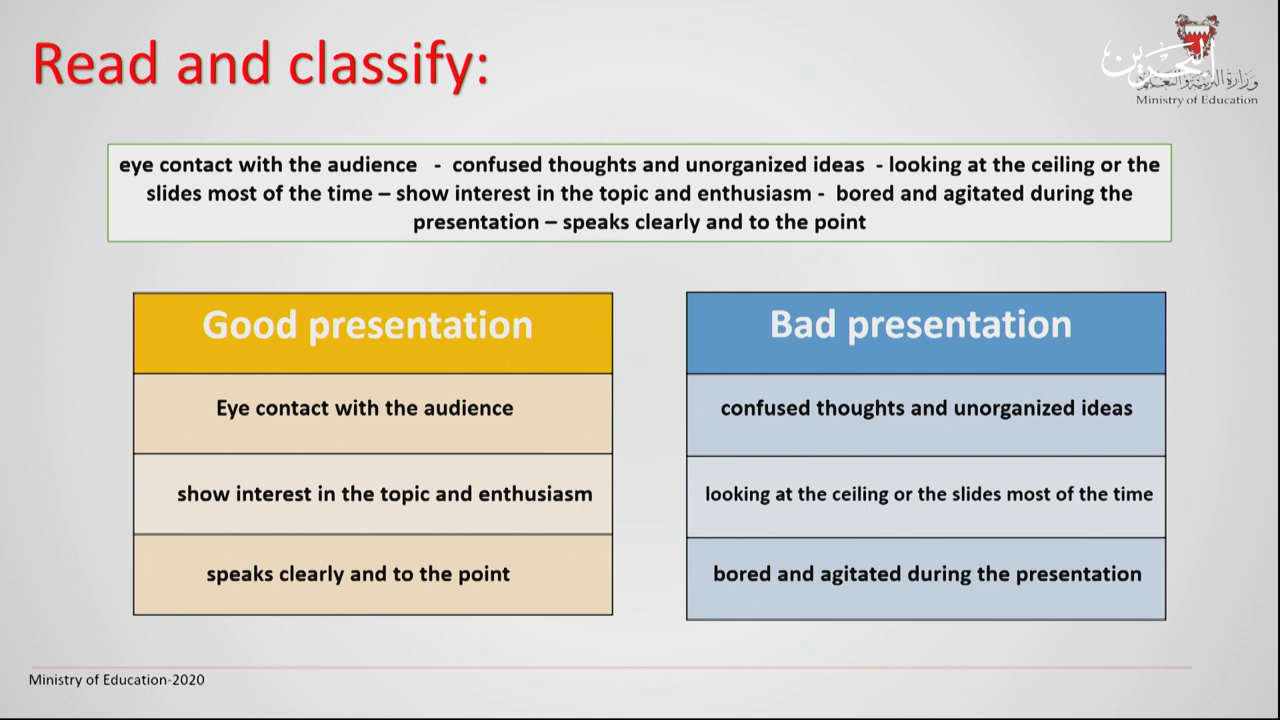 Read and classify:
البحرين
وزارة التربية والتعليم
Ministry of Education
eye contact with the audience - confused thoughts and unorganized ideas - looking at the ceiling or the
slides most of the time – show interest in the topic and enthusiasm - bored and agitated during the
presentation – speaks clearly and to the point
Good presentation
Eye contact with the audience
show interest in the topic and enthusiasm
speaks clearly and to the point
Bad presentation
confused thoughts and unorganized ideas
looking at the ceiling or the slides most of the time
bored and agitated during the presentation
Ministry of Education-2020